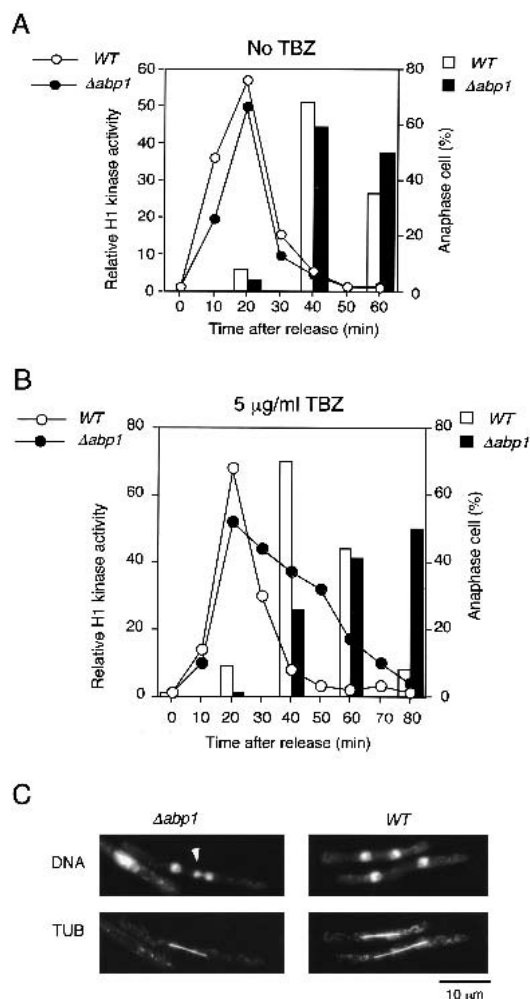 A
No TBZ
WT
Δabp1
WT
Δabp1
Relative H1 kinase activity
60
50
40
30
20
10
0
80
60
40
20
0
Anaphase cell (%)
0 10 20 30 40 50 60
Time after release (min)
B
5 μg/ml TBZ
WT
Δabp1
WT
Δabp1
Relative H1 kinase activity
80
60
40
20
0
80
60
40
20
0
Anaphase cell (%)
0 10 20 30 40 50 60 70 80
Time after release (min)
C
Δabp1 WT
DNA
TUB
10 μm